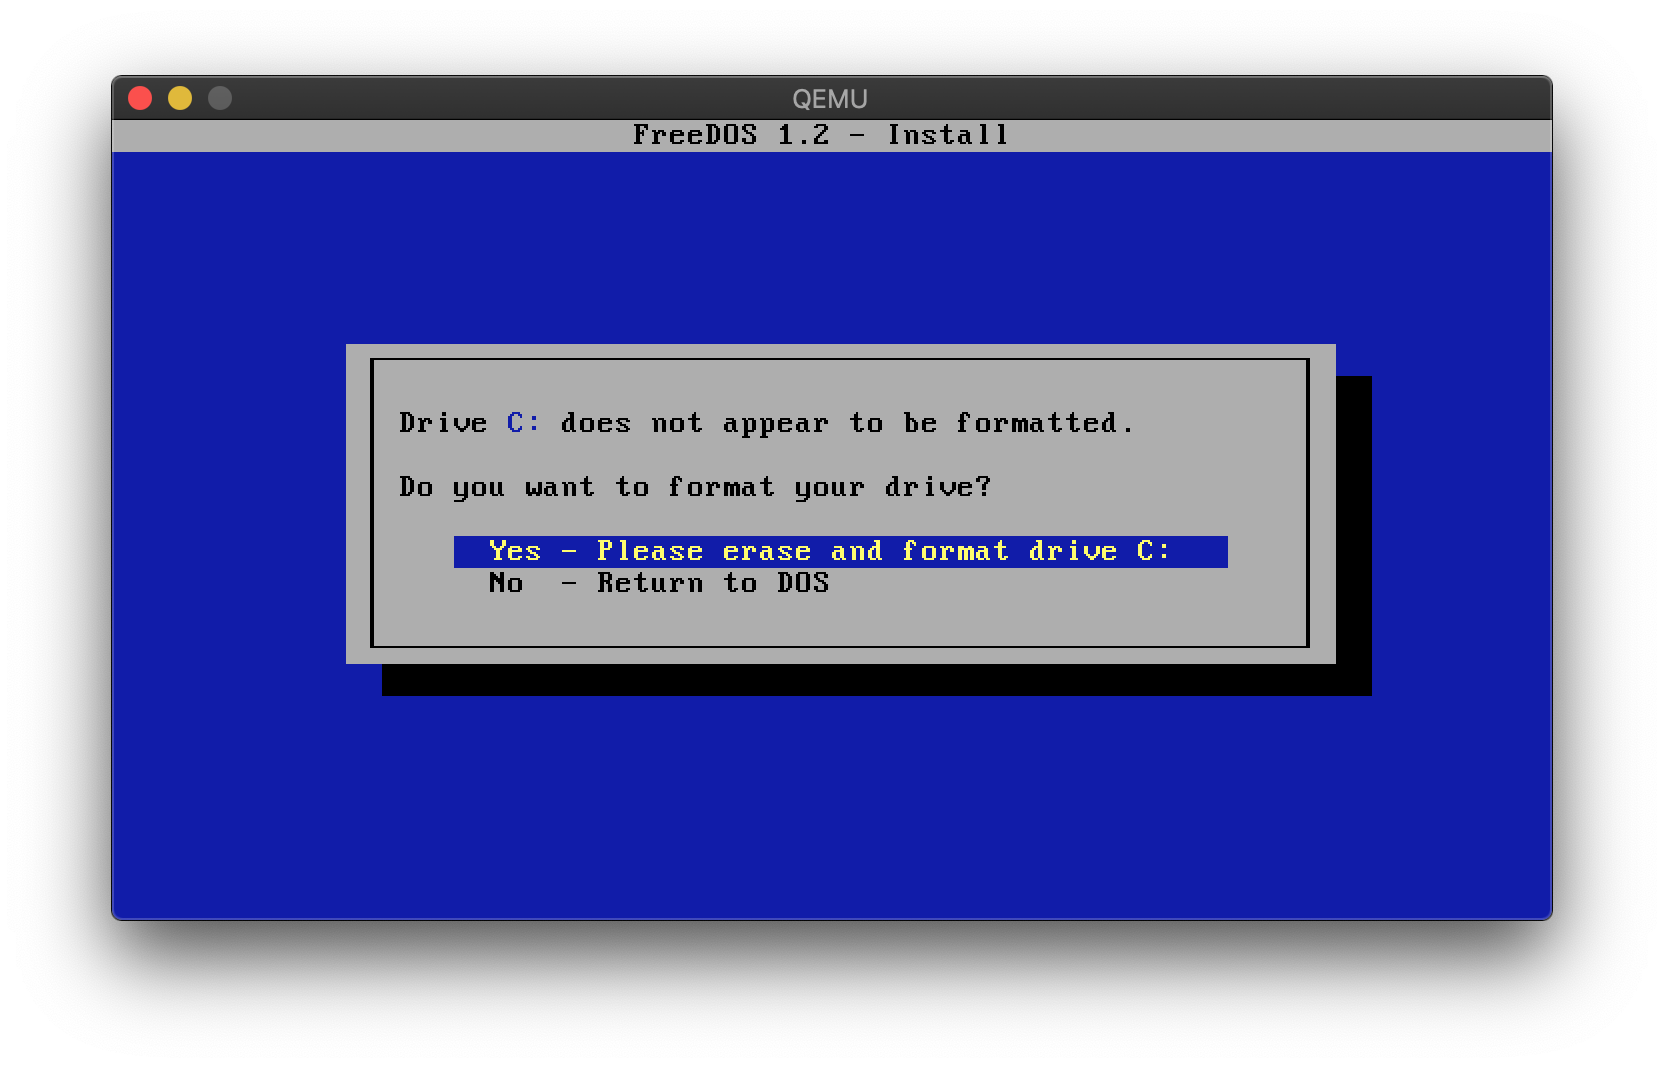 QEMU
FreeDOS 1.2 - Install
Drive C: does not appear to be formatted.
Do you want to format your drive?
Yes - Please erase and format drive C:
No  - Return to DOS